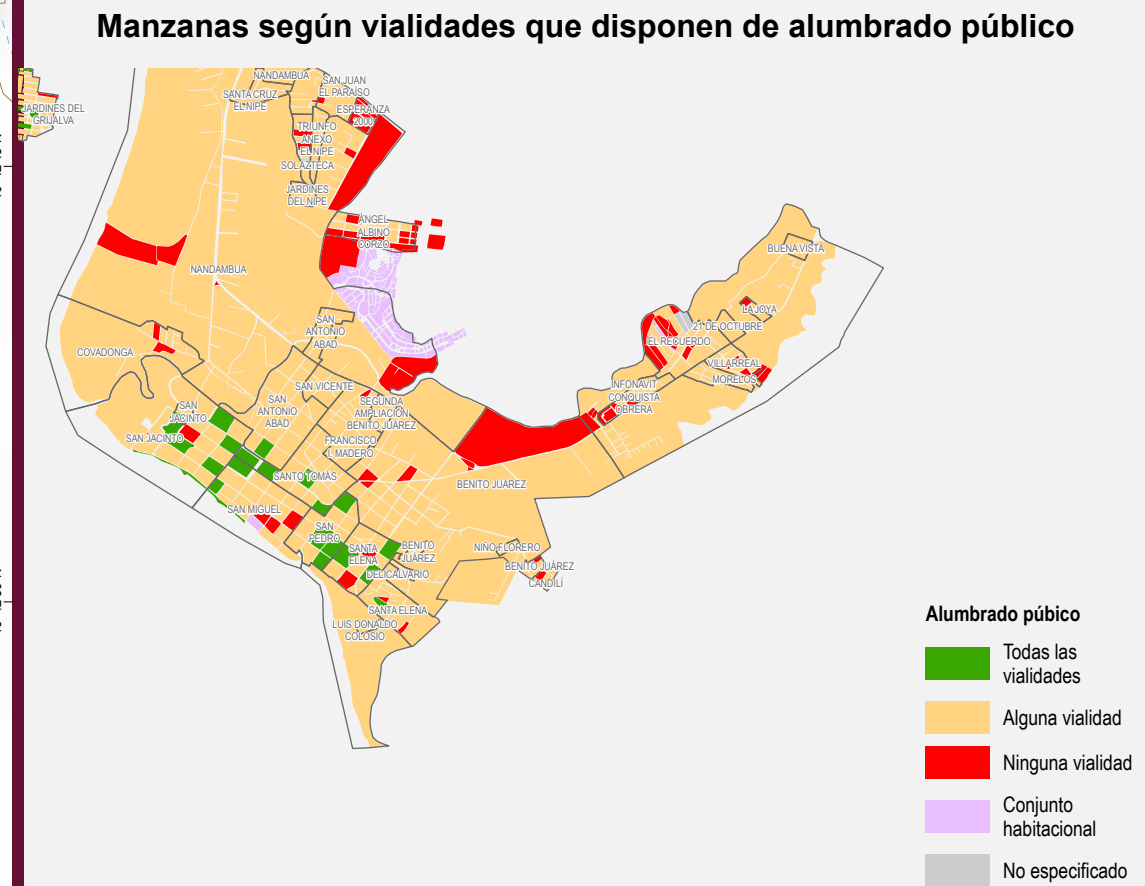 Manzanas según vialidades que disponen de alumbrado público
ÑANDAMBUA
SAN JUAN
EL PARAÍSO
SANTA CRUZ
EL NIPE
ESPERANZA
2000
JARDINES DEL
GRIJALVA
TRIUNFO
ANEXO
EL NIPE
SOLAZTECA
JARDINES
DEL NIPE
ÁNGEL
ALBINO
CORZO
NANDAMBUA
BUENA VISTA
LA JOYA
21 DE OCTUBRE
EL RECUERDO
SAN
ANTONIO
ABAD
COVADONGA
VILLARREAL
MORELOS
SAN VICENTE
INFONAVIT
CONQUISTA
OBRERA
SAN
ANTONIO
ABAD
SEGUNDA
AMPLIACIÓN
BENITO JUÁREZ
SAN
JACINTO
SAN JACINTO
FRANCISCO
I. MADERO
SANTO TOMÁS
BENITO JUÁREZ
SAN MIGUEL
SAN
PEDRO
SANTA
ELENA
BENITO
JUÁREZ
NIÑO FLORERO
DEL CALVARIO
BENITO JUÁREZ
CANDILÍ
SANTA ELENA
LUIS DONALDO
COLOSIO
Alumbrado púbico
Todas las
vialidades
Alguna vialidad
Ninguna vialidad
Conjunto
habitacional
No especificado